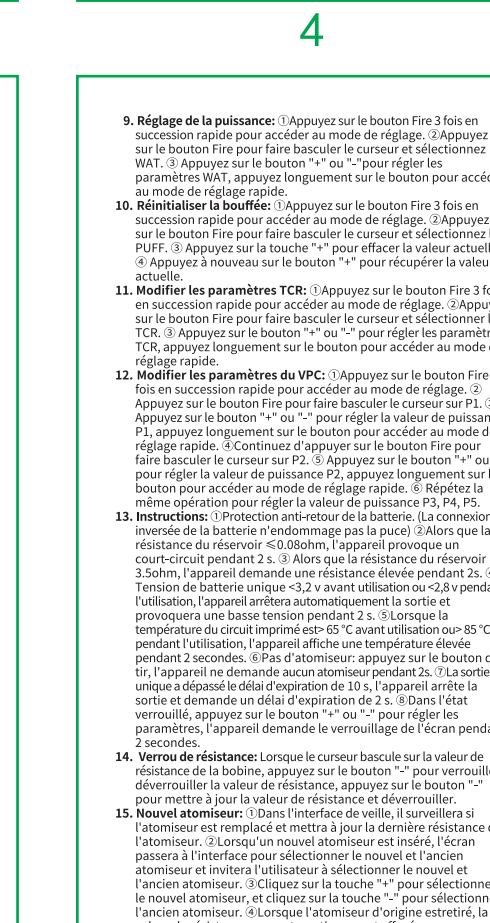 4
9. Réglage de la puissance: ①Appuyez sur le bouton Fire 3 fois en
succession rapide pour accéder au mode de réglage. ②Appuyez
sur le bouton Fire pour faire basculer le curseur et sélectionnez
WAT. ③ Appuyez sur le bouton "+" ou "-"pour régler les
paramètres WAT, appuyez longuement sur le bouton pour
au mode de réglage rapide.
10. Réinitialiser la bouffée: ①Appuyez sur le bouton Fire 3 fois en
succession rapide pour accéder au mode de réglage. ②Appuyez
sur le bouton Fire pour faire basculer le curseur et sélectionnez
PUFF. ③ Appuyez sur la touche "+" pour effacer la valeur
④ Appuyez à nouveau sur le bouton "+" pour récupérer la
actuelle.
11. Modifier les paramètres TCR: ①Appuyez sur le bouton Fire 3
en succession rapide pour accéder au mode de réglage.
sur le bouton Fire pour faire basculer le curseur et sélectionner
TCR. ③ Appuyez sur le bouton "+" ou "-" pour régler les
TCR, appuyez longuement sur le bouton pour accéder au mode
réglage rapide.
12. Modifier les paramètres du VPC: ①Appuyez sur le bouton Fire
fois en succession rapide pour accéder au mode de réglage. ②
Appuyez sur le bouton Fire pour faire basculer le curseur sur P1.
Appuyez sur le bouton "+" ou "-" pour régler la valeur de
P1, appuyez longuement sur le bouton pour accéder au mode
réglage rapide. ④Continuez d'appuyer sur le bouton Fire pour
faire basculer le curseur sur P2. ⑤ Appuyez sur le bouton "+" ou
pour régler la valeur de puissance P2, appuyez longuement sur
bouton pour accéder au mode de réglage rapide. ⑥ Répétez la
même opération pour régler la valeur de puissance P3, P4, P5.
13. Instructions: ①Protection anti-retour de la batterie. (La connexion
inversée de la batterie n'endommage pas la puce) ②Alors que la
résistance du réservoir ≤0.08ohm, l'appareil provoque un
court-circuit pendant 2 s. ③ Alors que la résistance du réservoir
3.5ohm, l'appareil demande une résistance élevée pendant 2s.
Tension de batterie unique <3,2 v avant utilisation ou <2,8 v
l'utilisation, l'appareil arrêtera automatiquement la sortie et
provoquera une basse tension pendant 2 s. ⑤Lorsque la
température du circuit imprimé est> 65 °C avant utilisation ou> 85 °C
pendant l'utilisation, l'appareil affiche une température élevée
pendant 2 secondes. ⑥Pas d'atomiseur: appuyez sur le bouton
tir, l'appareil ne demande aucun atomiseur pendant 2s. ⑦La sortie
unique a dépassé le délai d'expiration de 10 s, l'appareil arrête la
sortie et demande un délai d'expiration de 2 s. ⑧Dans l'état
verrouillé, appuyez sur le bouton "+" ou "-" pour régler les
paramètres, l'appareil demande le verrouillage de l'écran
2 secondes.
14. Verrou de résistance: Lorsque le curseur bascule sur la valeur de
résistance de la bobine, appuyez sur le bouton "-" pour
déverrouiller la valeur de résistance, appuyez sur le bouton "-"
pour mettre à jour la valeur de résistance et déverrouiller.
15. Nouvel atomiseur: ①Dans l'interface de veille, il surveillera si
l'atomiseur est remplacé et mettra à jour la dernière résistance
l'atomiseur. ②Lorsqu'un nouvel atomiseur est inséré, l'écran
passera à l'interface pour sélectionner le nouvel et l'ancien
atomiseur et invitera l'utilisateur à sélectionner le nouvel et
l'ancien atomiseur. ③Cliquez sur la touche "+" pour
le nouvel atomiseur, et cliquez sur la touche "-" pour
l'ancien atomiseur. ④Lorsque l'atomiseur d'origine estretiré, la